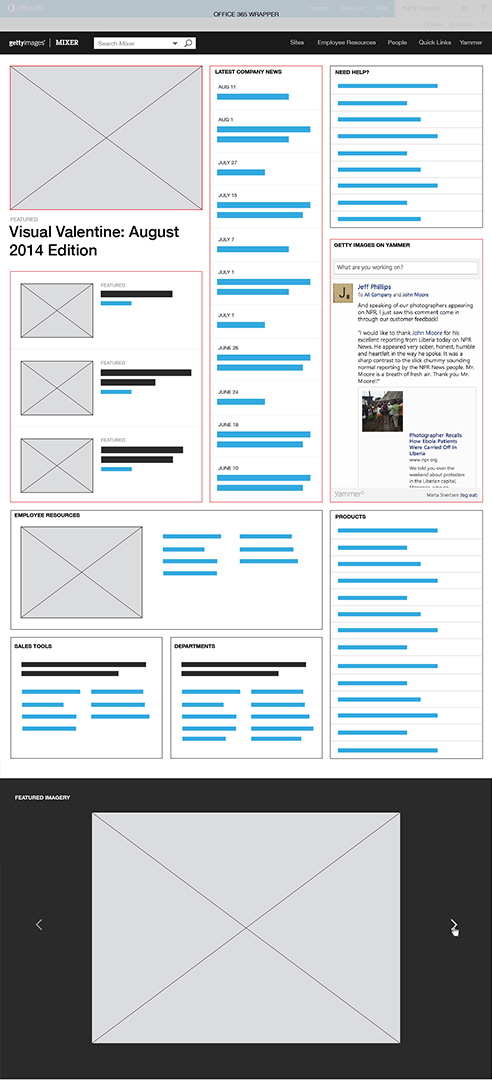 Office 365
OFFICE 365 WRAPPER
Marta Sivertsen
?
gettyimages® | MIXER
Search Mixer
Sites
Employee Resources
People
Quick Links
Yammer
FEATURED
Visual Valentine: August
2014 Edition
FEATURED
FEATURED
FEATURED
LATEST COMPANY NEWS
AUG 11
AUG 1
JULY 27
JULY 15
JULY 7
JULY 1
JULY 1
JUNE 26
JUNE 24
JUNE 18
JUNE 10
NEED HELP?
GETTY IMAGES ON YAMMER
What are you working on?
Jeff Phillips
To All Company and John Moore
And speaking of our photographers appearing
on NPR, I just saw this comment come in
through our customer feedback!
"I would like to thank John Moore for his
excellent reporting from Liberia today on NPR
News. He appeared very sober, honest, humble
and heartfelt in the way he spoke. It was a
sharp contrast to the slick chummy sounding
normal reporting by the NPR News people. Mr.
Moore is a breath of fresh air. Thank you Mr.
Moore!!"
Photographer Recalls
How Ebola Patients
Were Carried Off In
Liberia
www.npr.org
We told you over the
weekend about protesters
in the Liberian capital,
yammer
Marta Sivertsen (log out)
EMPLOYEE RESOURCES
PRODUCTS
SALES TOOLS
DEPARTMENTS
FEATURED IMAGERY